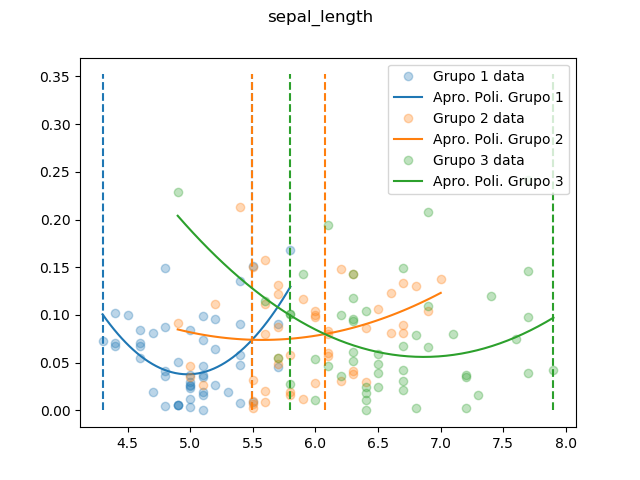 sepal_length
Grupo 1 data
Apro. Poli. Grupo 1
Grupo 2 data
Apro. Poli. Grupo 2
Grupo 3 data
Apro. Poli. Grupo 3
0.35
0.30
0.25
0.20
0.15
0.10
0.05
0.00
4.5 5.0 5.5 6.0 6.5 7.0 7.5 8.0